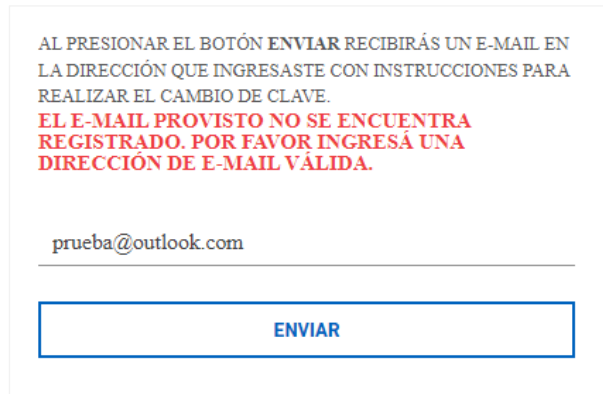 AL PRESIONAR EL BOTÓN ENVIAR RECIBIRÁS UN E-MAIL EN
LA DIRECCIÓN QUE INGRESASTE CON INSTRUCCIONES PARA
REALIZAR EL CAMBIO DE CLAVE.
EL E-MAIL PROVISTO NO SE ENCUENTRA
REGISTRADO. POR FAVOR INGRESÁ UNA
DIRECCIÓN DE E-MAIL VÁLIDA.
prueba@outlook.com
ENVIAR